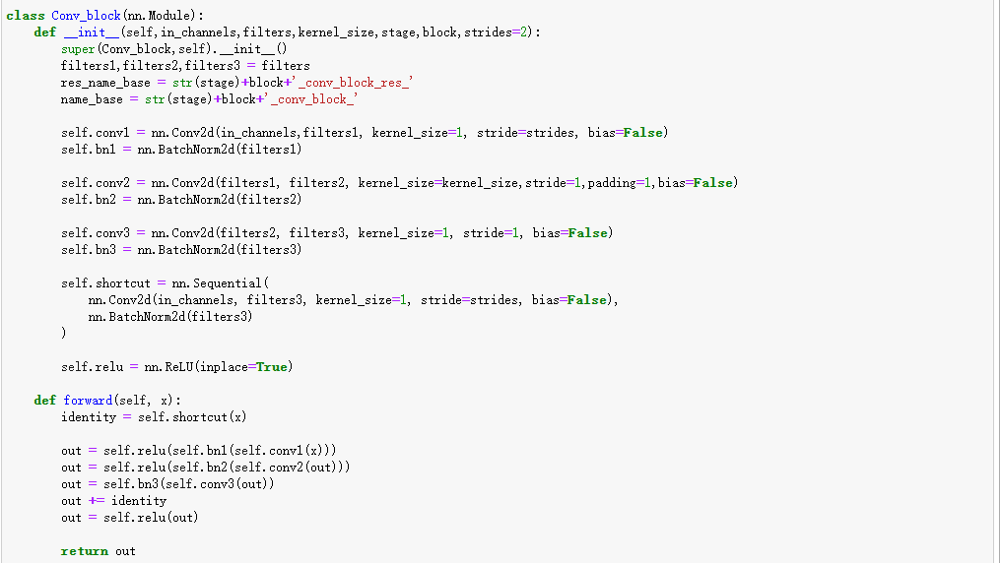 class Conv_block(nn.Module):
    def __init__(self,in_channels,filters,kernel_size,stage,block,strides=2):
        super(Conv_block,self).__init__()
        filters1,filters2,filters3 = filters
        res_name_base = str(stage)+block+'_conv_block_res_'
        name_base = str(stage)+block+'_conv_block_'

        self.conv1 = nn.Conv2d(in_channels,filters1, kernel_size=1, stride=strides, bias=False)
        self.bn1 = nn.BatchNorm2d(filters1)

        self.conv2 = nn.Conv2d(filters1, filters2, kernel_size=kernel_size,stride=1,padding=1,bias=False)
        self.bn2 = nn.BatchNorm2d(filters2)

        self.conv3 = nn.Conv2d(filters2, filters3, kernel_size=1, stride=1, bias=False)
        self.bn3 = nn.BatchNorm2d(filters3)

        self.shortcut = nn.Sequential(
            nn.Conv2d(in_channels, filters3, kernel_size=1, stride=strides, bias=False),
            nn.BatchNorm2d(filters3)
        )

        self.relu = nn.ReLU(inplace=True)

    def forward(self, x):
        identity = self.shortcut(x)

        out = self.relu(self.bn1(self.conv1(x)))
        out = self.relu(self.bn2(self.conv2(out)))
        out = self.bn3(self.conv3(out))
        out += identity
        out = self.relu(out)

        return out